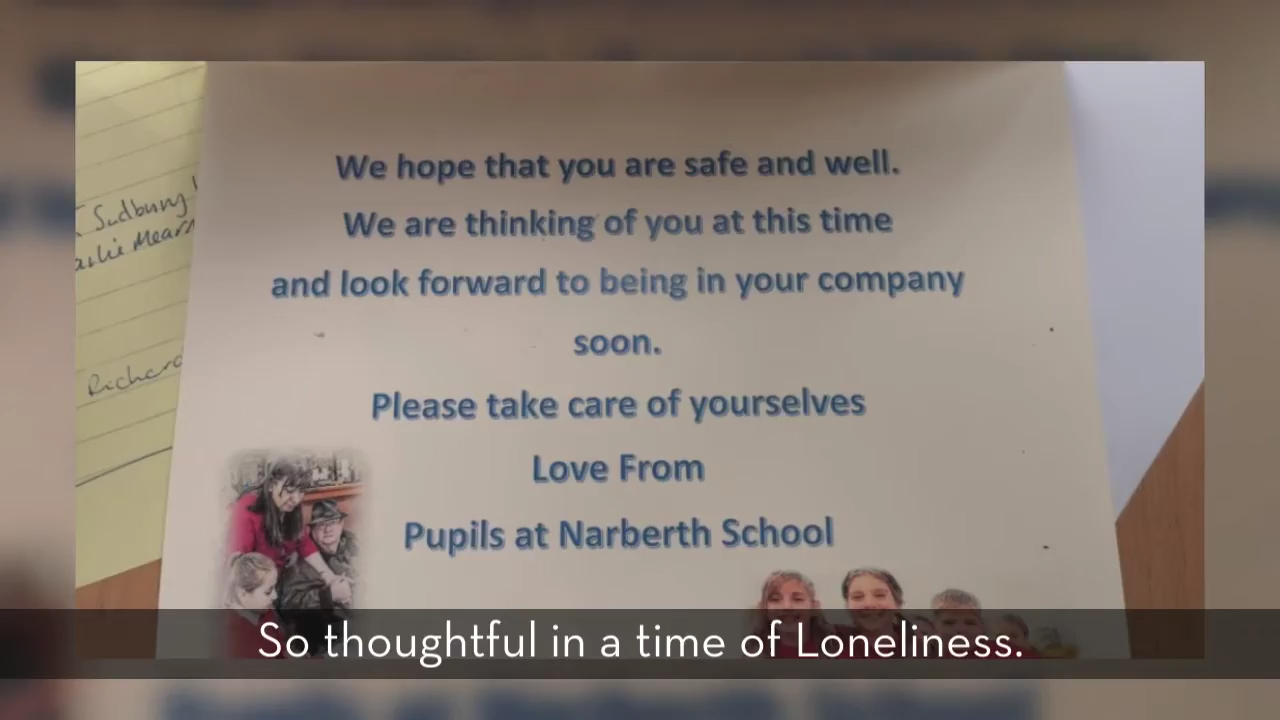 Sudbury
Richard
We hope that you are safe and well.
We are thinking of you at this time
and look forward to being in your company
soon.
Please take care of yourselves
Love From
Pupils at Narberth School
So thoughtful in a time of Loneliness.